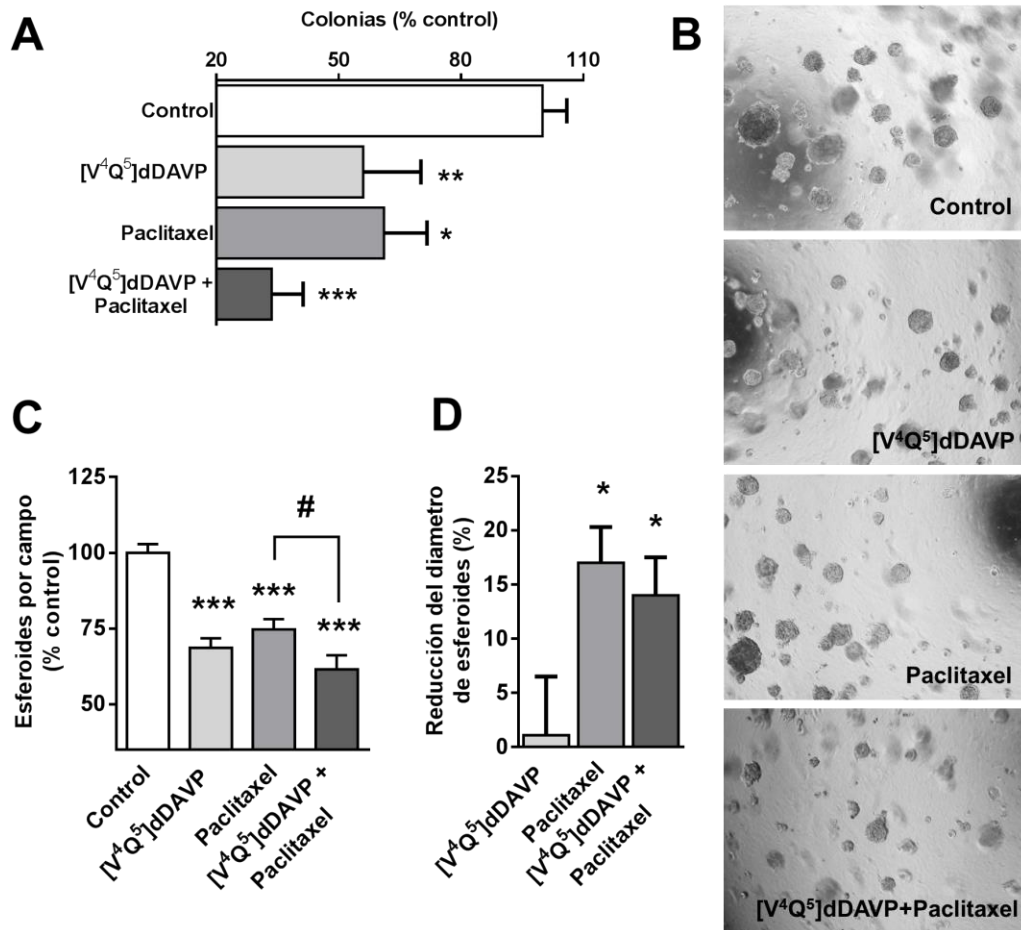 A
Colonias (% control)
20 50 80 110
Control
[V⁴Q⁵]dDAVP
**
Paclitaxel
*
[V⁴Q⁵]dDAVP +
Paclitaxel
***
B
Control
[V⁴Q⁵]dDAVP
Paclitaxel
[V⁴Q⁵]dDAVP+Paclitaxel
C
Esferoides por campo
(% control)
125
100
75
50
***
***
#
***
Control
[V⁴Q⁵]dDAVP
Paclitaxel
[V⁴Q⁵]dDAVP +
Paclitaxel
D
Reducción del diametro
de esferoides (%)
25
20
15
10
5
0
*
*
[V⁴Q⁵]dDAVP
Paclitaxel
[V⁴Q⁵]dDAVP +
Paclitaxel